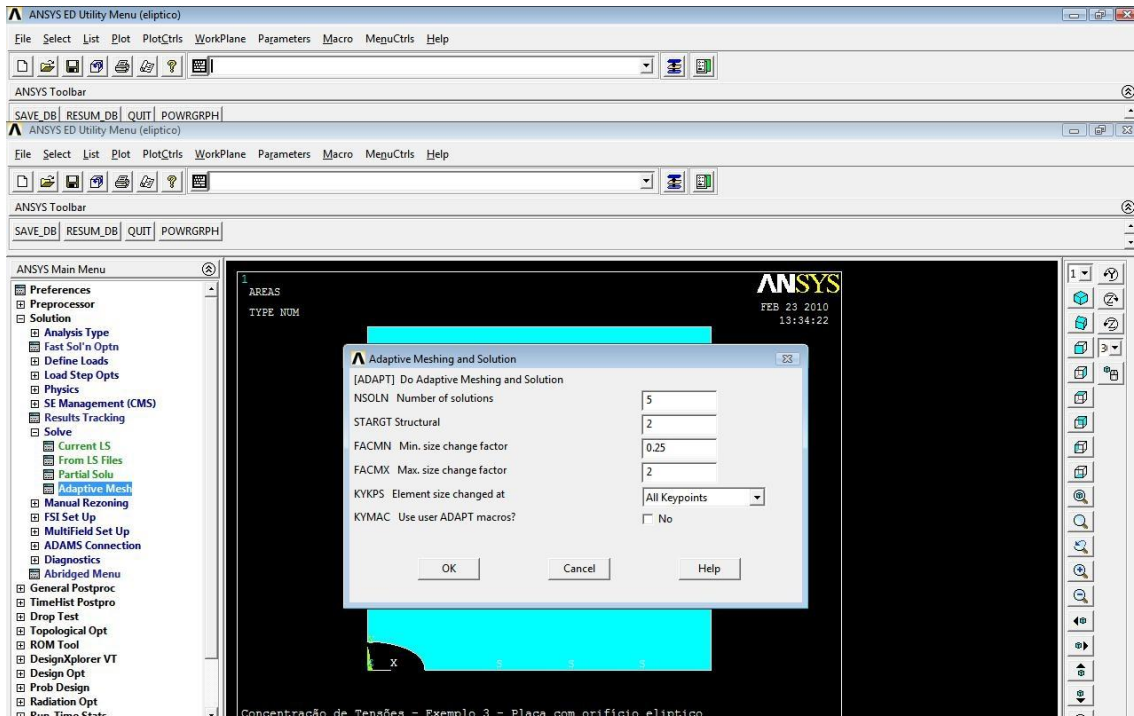 ANSYS ED Utility Menu (eliptico)
File Select List Plot PlotCtrls WorkPlane Parameters Macro MenuCtrls Help
ANSYS Toolbar
SAVE_DB RESUM_DB QUIT POWRGRPH
ANSYS ED Utility Menu (eliptico)
File Select List Plot PlotCtrls WorkPlane Parameters Macro MenuCtrls Help
ANSYS Toolbar
SAVE_DB RESUM_DB QUIT POWRGRPH
ANSYS Main Menu
Preferences
Preprocessor
Solution
Analysis Type
Fast Sol'n Optn
Define Loads
Load Step Opts
Physics
SE Management (CMS)
Results Tracking
Solve
Current LS
From LS Files
Partial Solu
Adaptive Mesh
Manual Rezoning
FSI Set Up
MultiField Set Up
ADAMS Connection
Diagnostics
Abridged Menu
General Postproc
TimeHist Postpro
Drop Test
Topological Opt
ROM Tool
DesignXplorer VT
Design Opt
Prob Design
Radiation Opt
Run-Time Stats
1
AREAS
TYPE NUM
ANSYS
FEB 23 2010
13:34:22
Adaptive Meshing and Solution
[ADAPT] Do Adaptive Meshing and Solution
NSOLN Number of solutions 5
STARGT Structural 2
FACMN Min. size change factor 0.25
FACMX Max. size change factor 2
KYKPS Element size changed at All Keypoints
KYMAC Use user ADAPT macros? No
OK Cancel Help
X S S S
Concentração de Tensões - Exemplo 3 - Placa com orifício elíptico
1
3